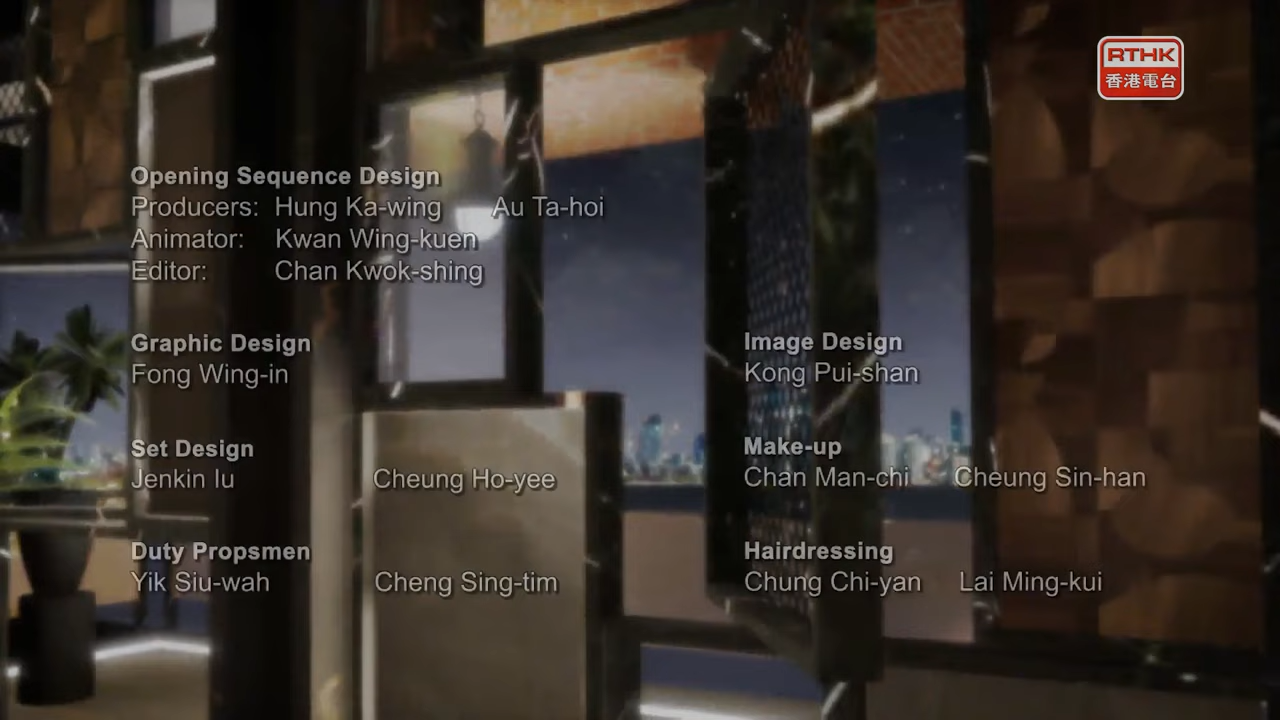 RTHK
香港電台
Opening Sequence Design
Producers: Hung Ka-wing Au Ta-hoi
Animator: Kwan Wing-kuen
Editor: Chan Kwok-shing
Graphic Design
Fong Wing-in
Image Design
Kong Pui-shan
Set Design
Jenkin Iu Cheung Ho-yee
Make-up
Chan Man-chi Cheung Sin-han
Duty Propsmen
Yik Siu-wah Cheng Sing-tim
Hairdressing
Chung Chi-yan Lai Ming-kui